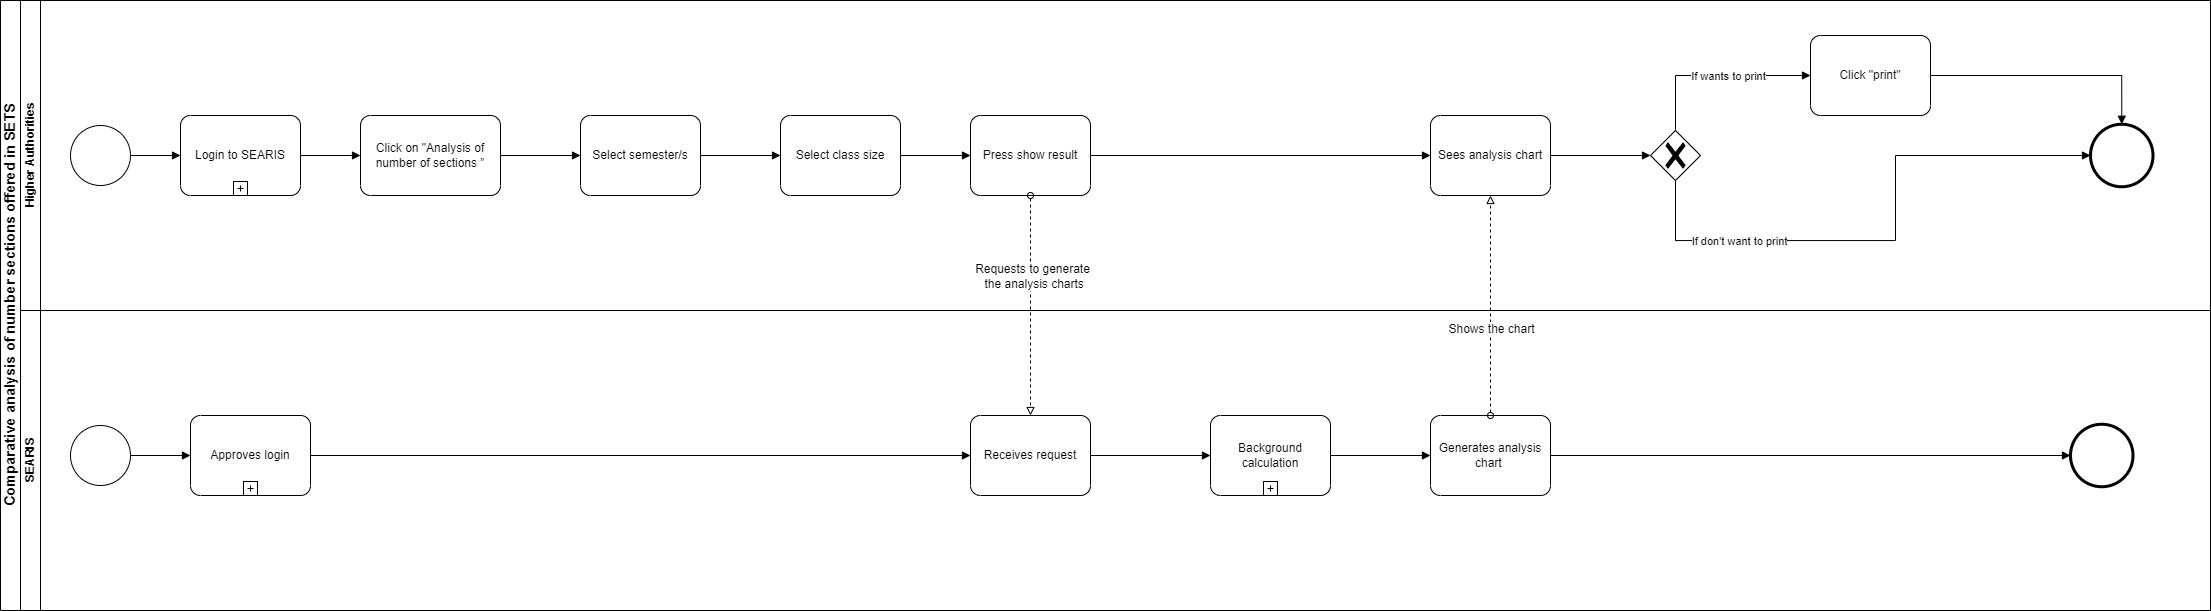 Comparative analysis of number sections offered in SETS
Higher Authorities
Login to SEARIS
Click on "Analysis of
number of sections "
Select semester/s
Select class size
Press show result
Sees analysis chart
If wants to print
Click "print"
If don't want to print
Requests to generate
the analysis charts
Shows the chart
SEARIS
Approves login
Receives request
Background
calculation
Generates analysis
chart